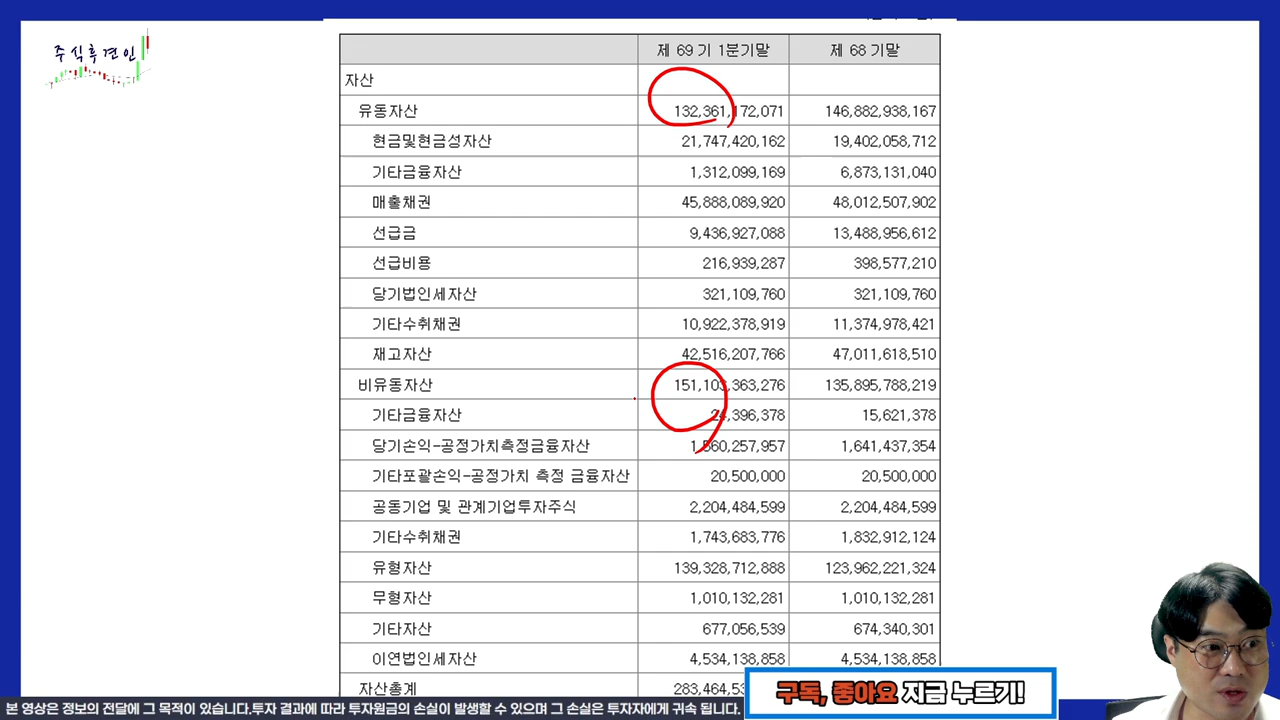 주식후견인
제 69 기 1분기말 제 68 기말
자산
유동자산 132,361,172,071 146,882,938,167
현금및현금성자산 21,747,420,162 19,402,058,712
기타금융자산 1,312,099,169 6,873,131,040
매출채권 45,888,089,920 48,012,507,902
선급금 9,436,927,088 13,488,956,612
선급비용 216,939,287 398,577,210
당기법인세자산 321,109,760 321,109,760
기타수취채권 10,922,378,919 11,374,978,421
재고자산 42,516,207,766 47,011,618,510
비유동자산 151,103,363,276 135,895,788,219
기타금융자산 24,396,378 15,621,378
당기손익-공정가치측정금융자산 1,560,257,957 1,641,437,354
기타포괄손익-공정가치 측정 금융자산 20,500,000 20,500,000
공동기업 및 관계기업투자주식 2,204,484,599 2,204,484,599
기타수취채권 1,743,683,776 1,832,912,124
유형자산 139,328,712,888 123,962,221,324
무형자산 1,010,132,281 1,010,132,281
기타자산 677,056,539 674,340,301
이연법인세자산 4,534,138,858 4,534,138,858
자산총계
구독, 좋아요 지금 누르기!
본 영상은 정보의 전달에 그 목적이 있습니다.투자 결과에 따라 투자원금의 손실이 발생할 수 있으며 그 손실은 투자자에게 귀속 됩니다.